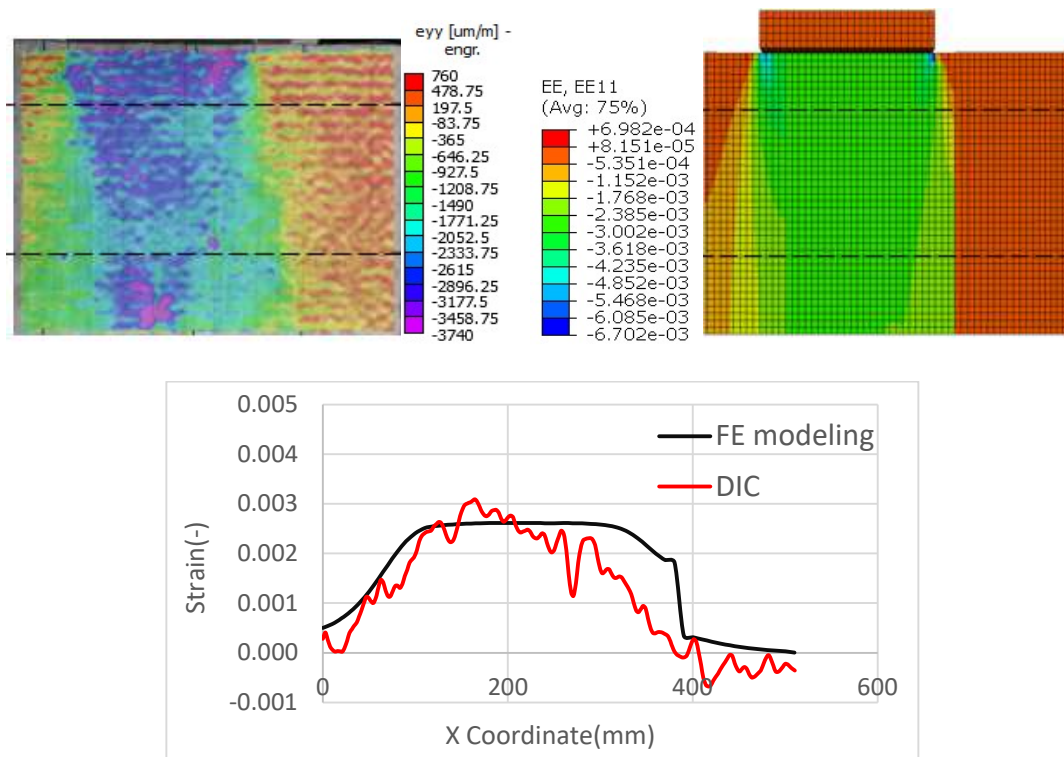 eyy [um/m] -
engr.
760
478.75
197.5
-83.75
-365
-646.25
-927.5
-1208.75
-1490
-1771.25
-2052.5
-2333.75
-2615
-2896.25
-3177.5
-3458.75
-3740
EE, EE11
(Avg: 75%)
+6.982e-04
+8.151e-05
-5.351e-04
-1.152e-03
-1.768e-03
-2.385e-03
-3.002e-03
-3.618e-03
-4.235e-03
-4.852e-03
-5.468e-03
-6.085e-03
-6.702e-03
0.005
0.004
0.003
0.002
0.001
0.000
-0.001
Strain(-)
FE modeling
DIC
0
200
400
600
X Coordinate(mm)